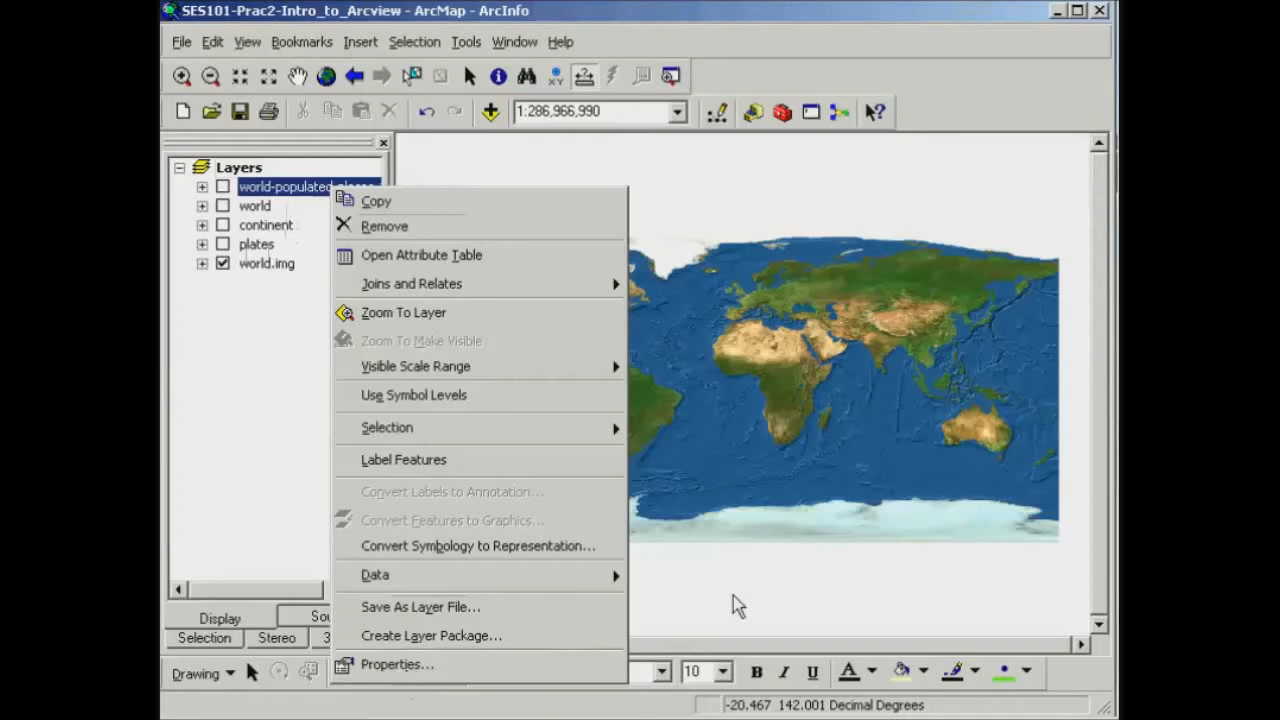 SES101-Prac2-Intro_to_Arcview - ArcMap - ArcInfo
File Edit View Bookmarks Insert Selection Tools Window Help
1:286,966,990
Layers
world-populated-places
world
continent
plates
world.img
Copy
Remove
Open Attribute Table
Joins and Relates
Zoom To Layer
Zoom To Make Visible
Visible Scale Range
Use Symbol Levels
Selection
Label Features
Convert Labels to Annotation...
Convert Features to Graphics...
Convert Symbology to Representation...
Data
Save As Layer File...
Create Layer Package...
Properties...
Display Sou
Selection Stereo 3
Drawing 10 B I U A
-20.467 142.001 Decimal Degrees